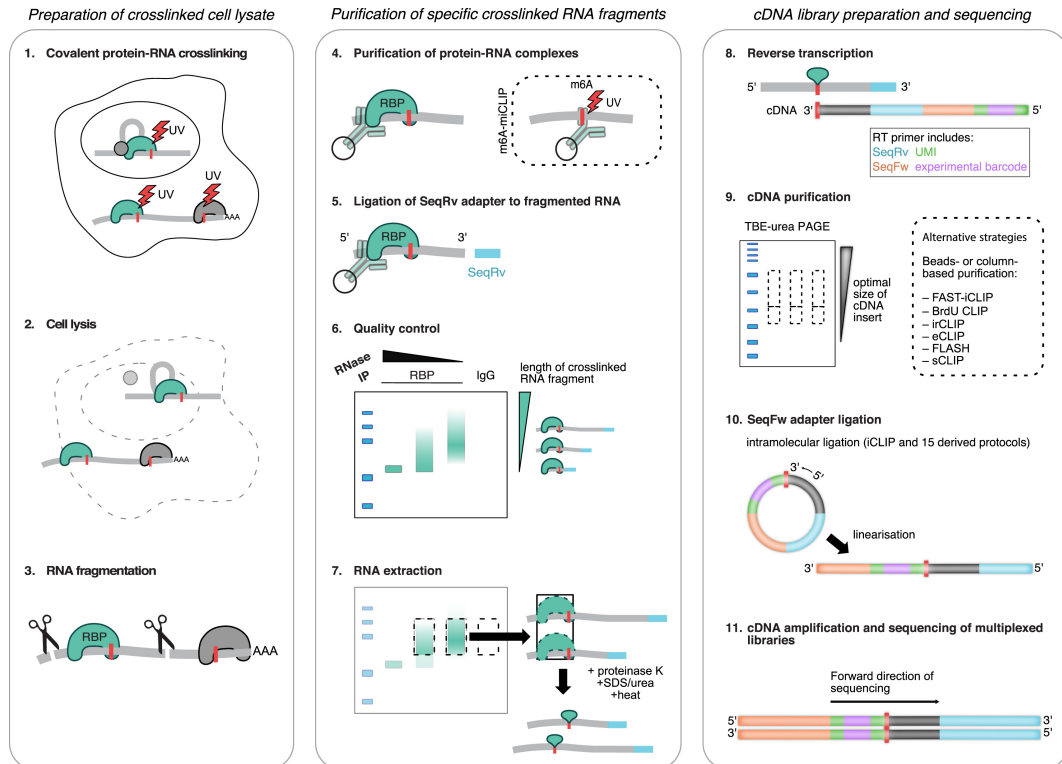 Preparation of crosslinked cell lysate
1. Covalent protein-RNA crosslinking
UV
UV
UV
AAA
2. Cell lysis
AAA
3. RNA fragmentation
RBP
AAA
Purification of specific crosslinked RNA fragments
4. Purification of protein-RNA complexes
RBP
m6A-miCLIP
m6A
UV
5. Ligation of SeqRv adapter to fragmented RNA
5'
RBP
3'
SeqRv
6. Quality control
RNase
IP
RBP
IgG
length of crosslinked
RNA fragment
7. RNA extraction
+ proteinase K
+SDS/urea
+heat
cDNA library preparation and sequencing
8. Reverse transcription
5'
3'
cDNA 3'
5'
RT primer includes:
SeqRv UMI
SeqFw experimental barcode
9. cDNA purification
TBE-urea PAGE
optimal
size of
cDNA
insert
Alternative strategies
Beads- or column-
based purification:
– FAST-iCLIP
– BrdU CLIP
– irCLIP
– eCLIP
– FLASH
– sCLIP
10. SeqFw adapter ligation
intramolecular ligation (iCLIP and 15 derived protocols)
3'
5'
linearisation
3'
5'
11. cDNA amplification and sequencing of multiplexed
libraries
Forward direction of
sequencing
5'
3'
3'
5'